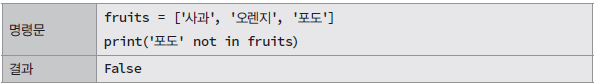 명령문
fruits = ['사과', '오렌지', '포도']
print('포도' not in fruits)
결과
False